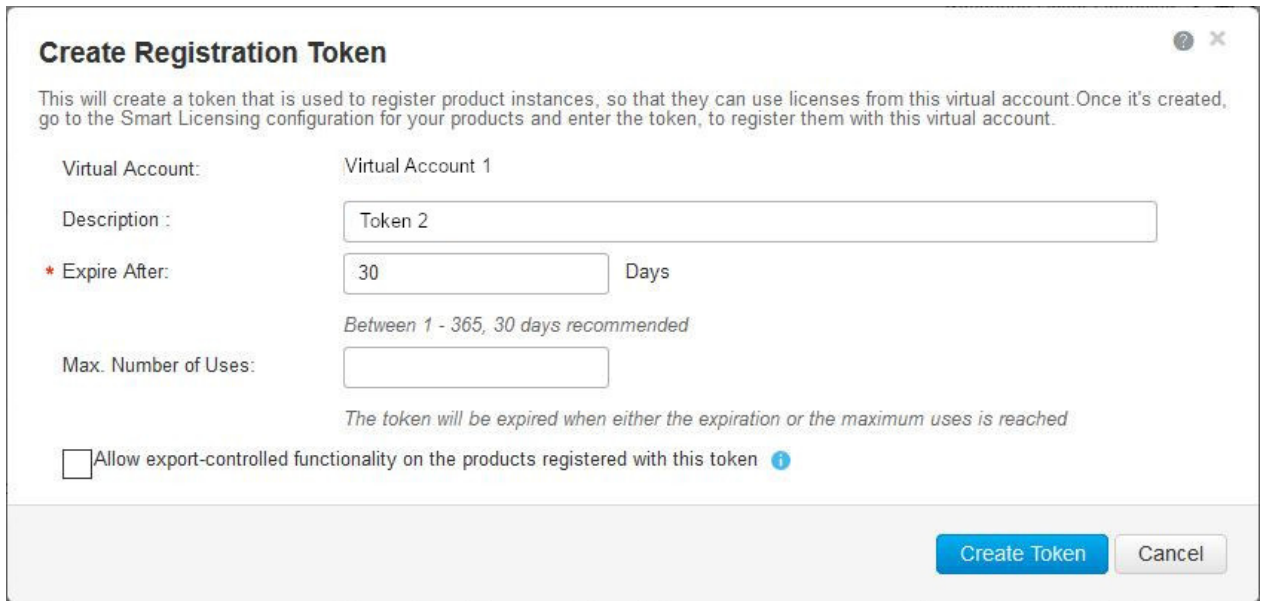 Create Registration Token
This will create a token that is used to register product instances, so that they can use licenses from this virtual account.Once it's created,
go to the Smart Licensing configuration for your products and enter the token, to register them with this virtual account.
Virtual Account: Virtual Account 1
Description : Token 2
* Expire After: 30 Days
Between 1 - 365, 30 days recommended
Max. Number of Uses:
The token will be expired when either the expiration or the maximum uses is reached
Allow export-controlled functionality on the products registered with this token
Create Token Cancel